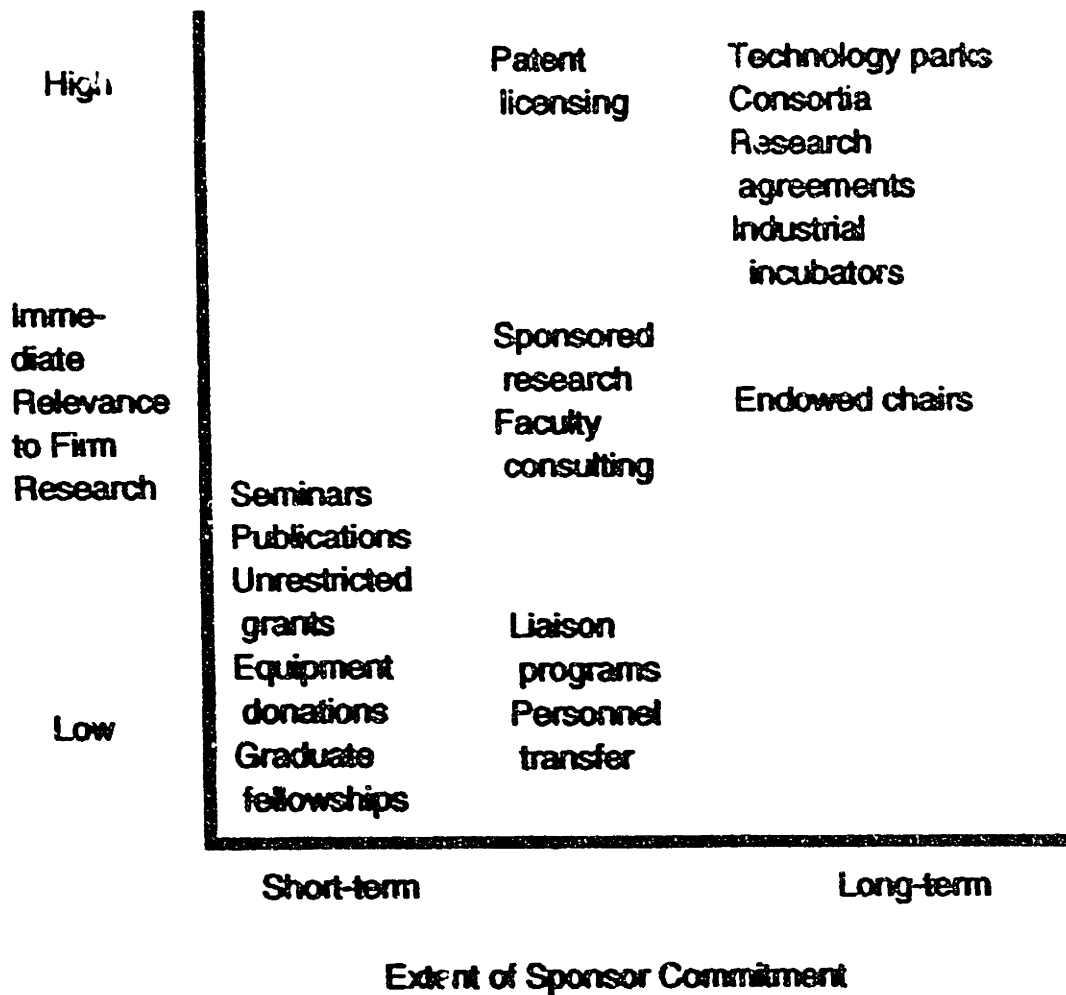 High
Patent
licensing
Technology parks
Consortia
Research
agreements
Industrial
incubators
Imme-
diate
Relevance
to Firm
Research
Sponsored
research
Faculty
consulting
Endowed chairs
Seminars
Publications
Unrestricted
grants
Equipment
donations
Graduate
fellowships
Liaison
programs
Personnel
transfer
Low
Short-term
Long-term
Extent of Sponsor Commitment